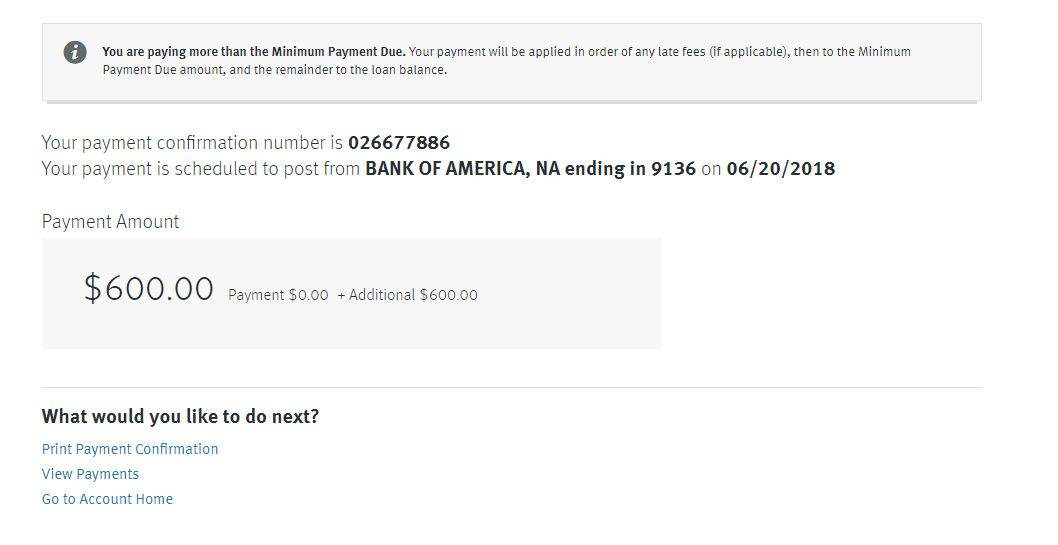 You are paying more than the Minimum Payment Due. Your payment will be applied in order of any late fees (if applicable), then to the Minimum
Payment Due amount, and the remainder to the loan balance.
Your payment confirmation number is 026677886
Your payment is scheduled to post from BANK OF AMERICA, NA ending in 9136 on 06/20/2018
Payment Amount
$600.00 Payment $0.00 + Additional $600.00
What would you like to do next?
Print Payment Confirmation
View Payments
Go to Account Home